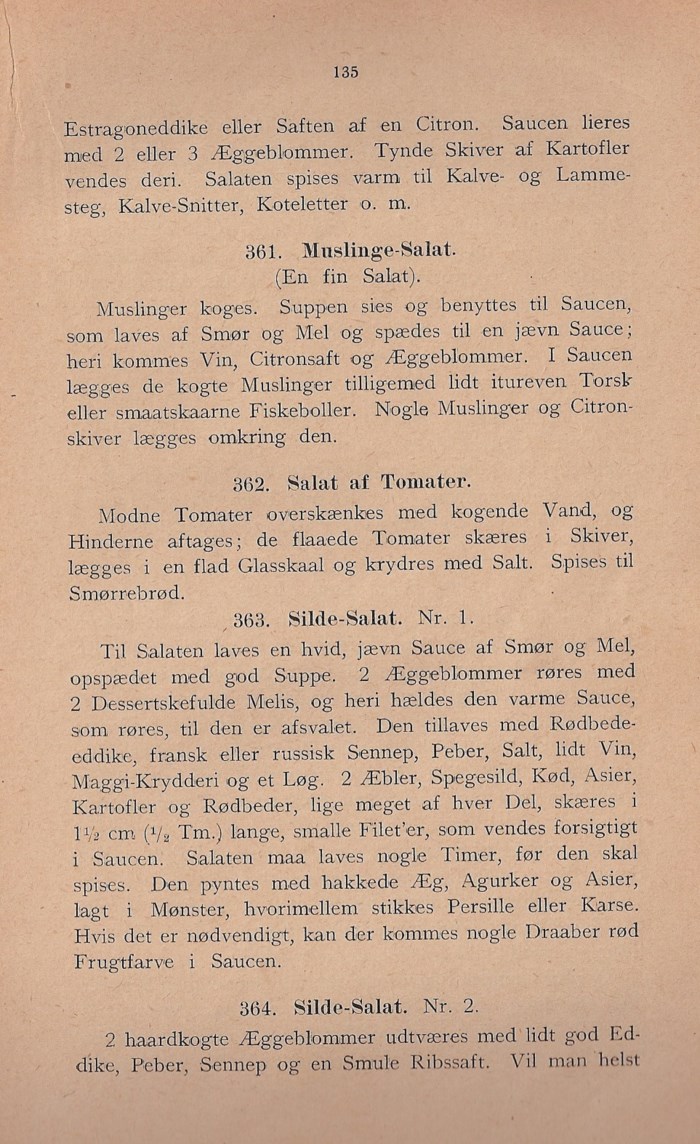 135
Estragoneddike eller Saften af en Citron. Saucen lieres
med 2 eller 3 Æggeblommer. Tynde Skiver af Kartofler
vendes deri. Salaten spises varm til Kalve- og Lamme-
steg, Kalve-Snitter, Koteletter o. m.
361. Muslinge-Salat.
(En fin Salat).
Muslinger koges. Suppen sies og benyttes til Saucen,
som laves af Smør og Mel og spædes til en jævn Sauce;
heri kommes Vin, Citronsaft og Æggeblommer. I Saucen
lægges de kogte Muslinger tilligemed lidt itureven Torsk
eller smaatskaarne Fiskeboller. Nogle Muslinger og Citron-
skiver lægges omkring den.
362. Salat af Tomater.
Modne Tomater overskænkes med kogende Vand, og
Hinderne aftages; de flaaede Tomater skæres i Skiver,
lægges i en flad Glasskaal og krydres med Salt. Spises til
Smørrebrød.
363. Silde-Salat. Nr. 1.
Til Salaten laves en hvid, jævn Sauce af Smør og Mel,
opspædet med god Suppe. 2 Æggeblommer røres med
2 Dessertskefulde Melis, og heri hældes den varme Sauce,
som røres, til den er afsvalet. Den tillaves med Rødbede-
eddike, fransk eller russisk Sennep, Peber, Salt, lidt Vin,
Maggi-Krydderi og et Løg. 2 Æbler, Spegesild, Kød, Asier,
Kartofler og Rødbeder, lige meget af hver Del, skæres i
1½ cm (½ Tm.) lange, smalle Filet'er, som vendes forsigtigt
i Saucen. Salaten maa laves nogle Timer, før den skal
spises. Den pyntes med hakkede Æg, Agurker og Asier,
lagt i Mønster, hvorimellem stikkes Persille eller Karse.
Hvis det er nødvendigt, kan der kommes nogle Draaber rød
Frugtfarve i Saucen.
364. Silde-Salat. Nr. 2.
2 haardkogte Æggeblommer udtværes med lidt god Ed-
dike, Peber, Sennep og en Smule Ribssaft. Vil man helst